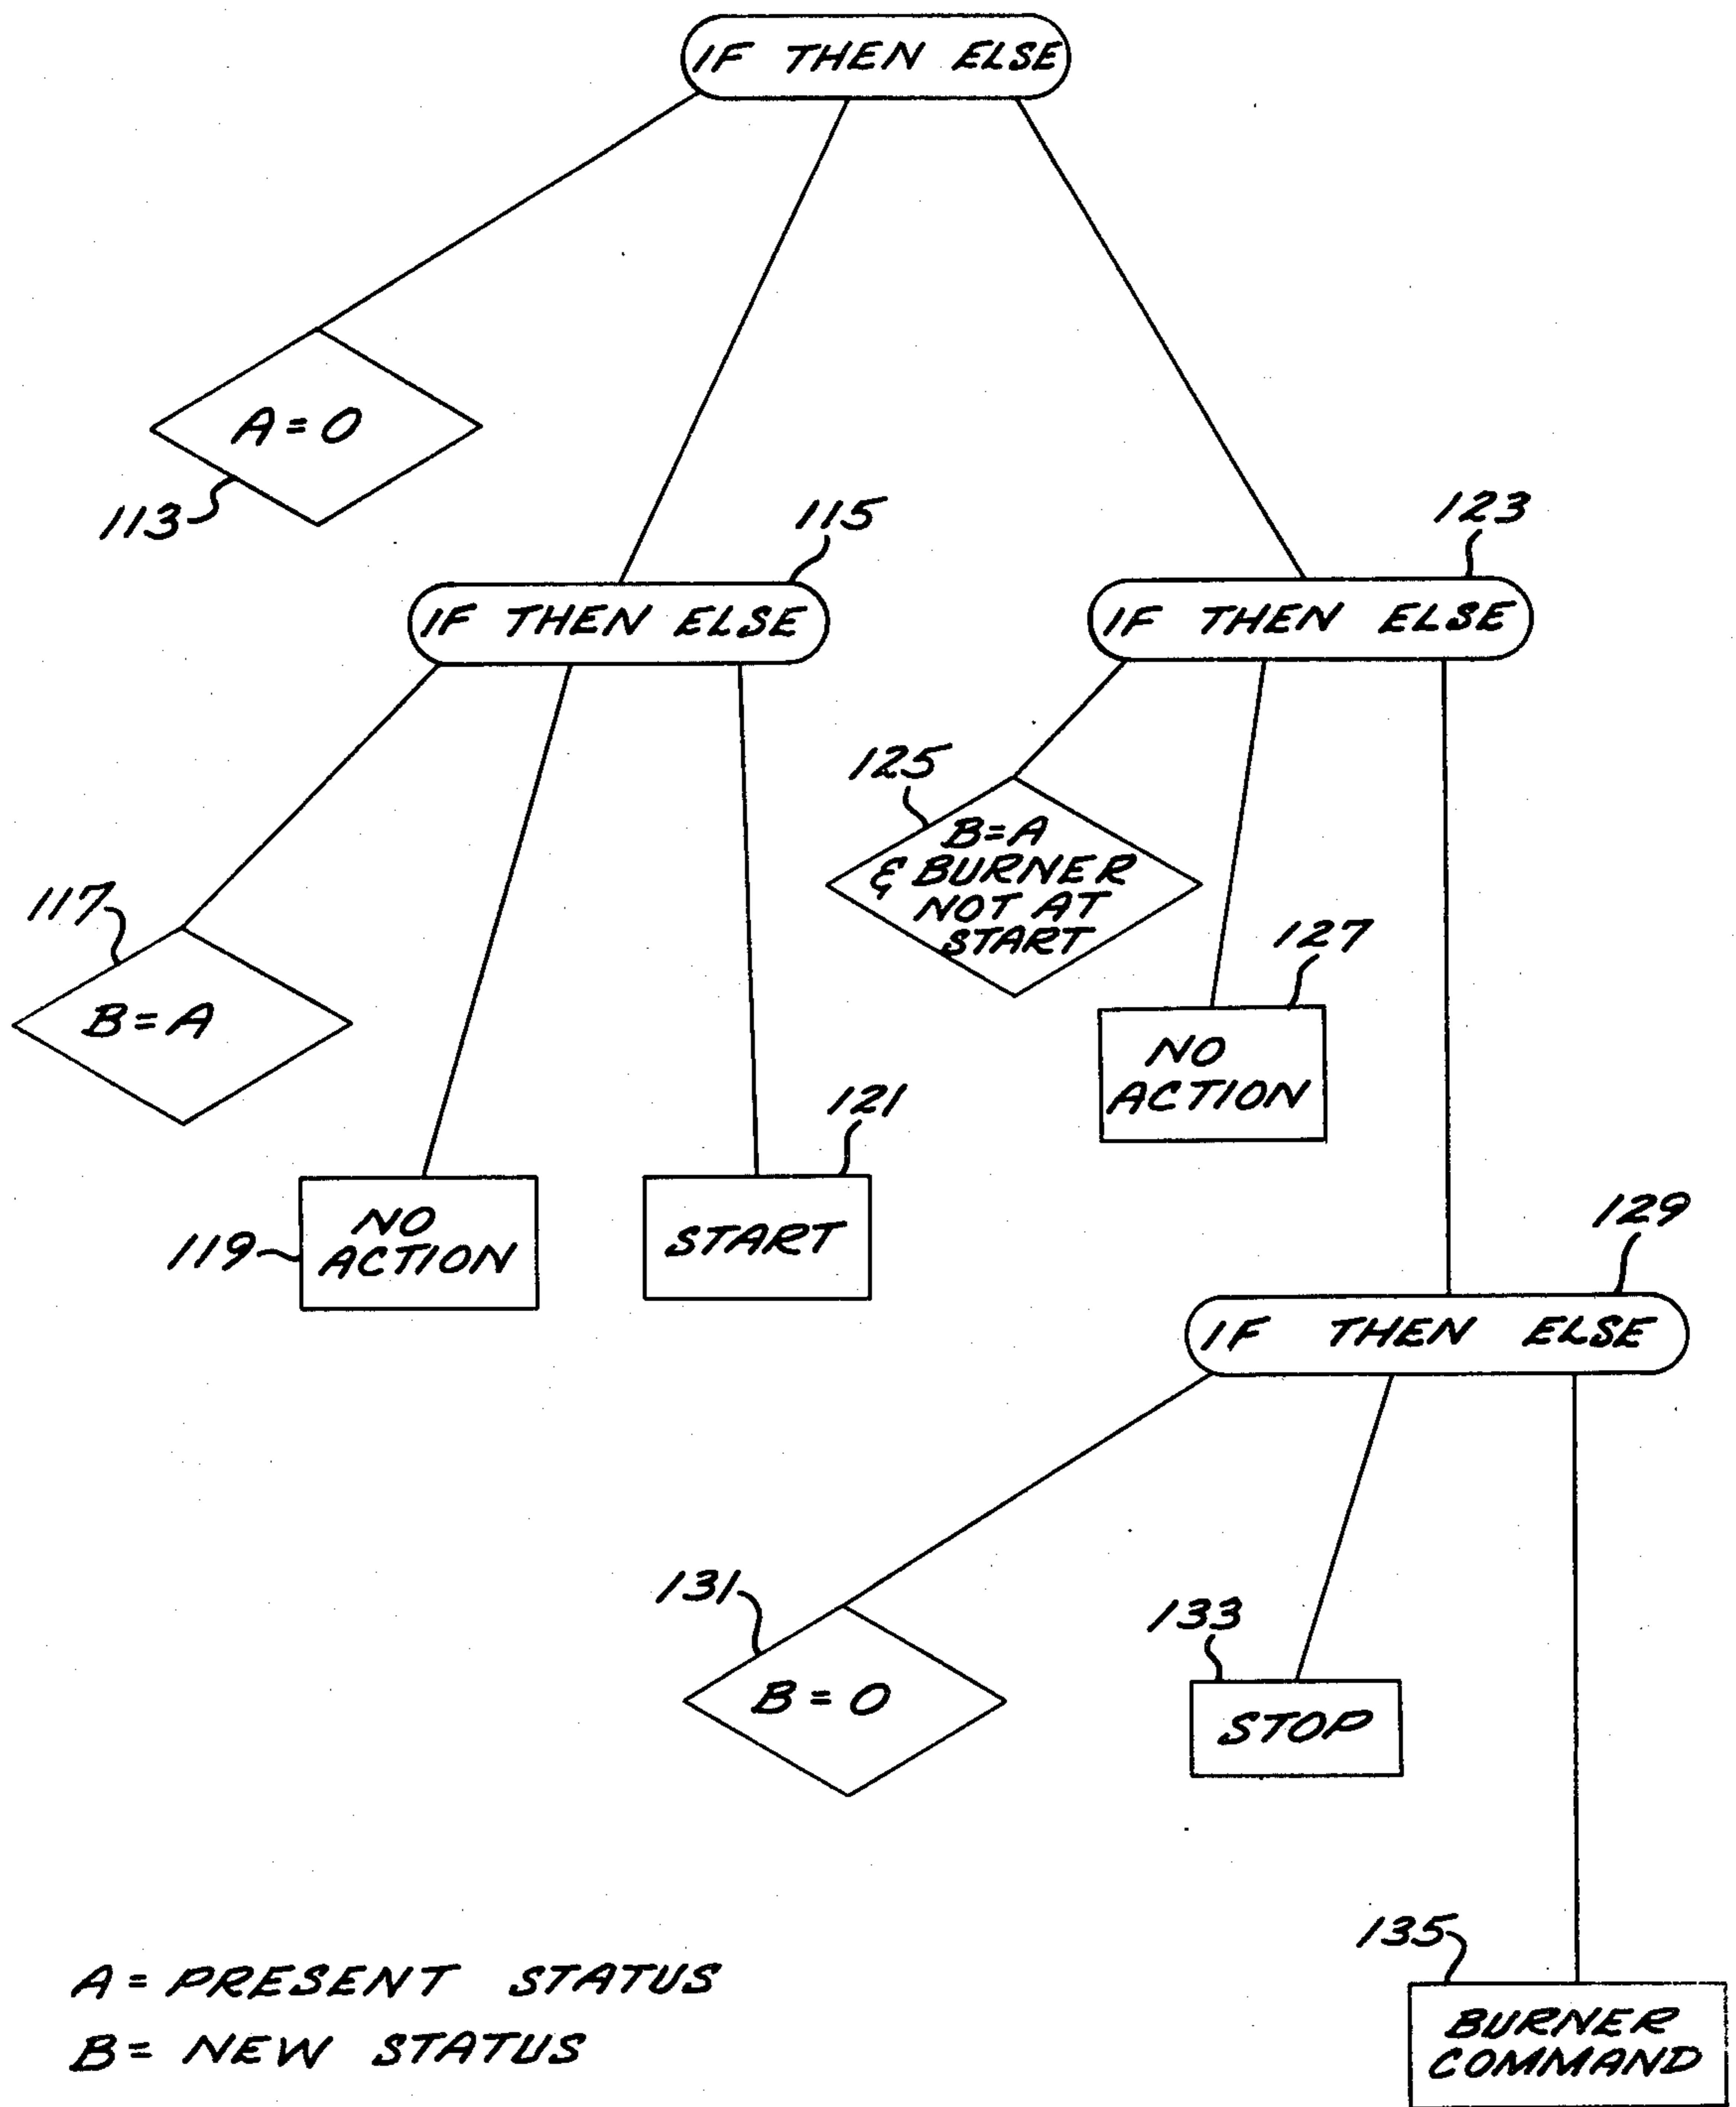 IF THEN ELSE
A = 0
113
115
IF THEN ELSE
123
IF THEN ELSE
117
B = A
119
NO
ACTION
121
START
125
B = A
& BURNER
NOT AT
START
127
NO
ACTION
129
IF THEN ELSE
131
B = 0
133
STOP
135
BURNER
COMMAND
A = PRESENT STATUS
B = NEW STATUS